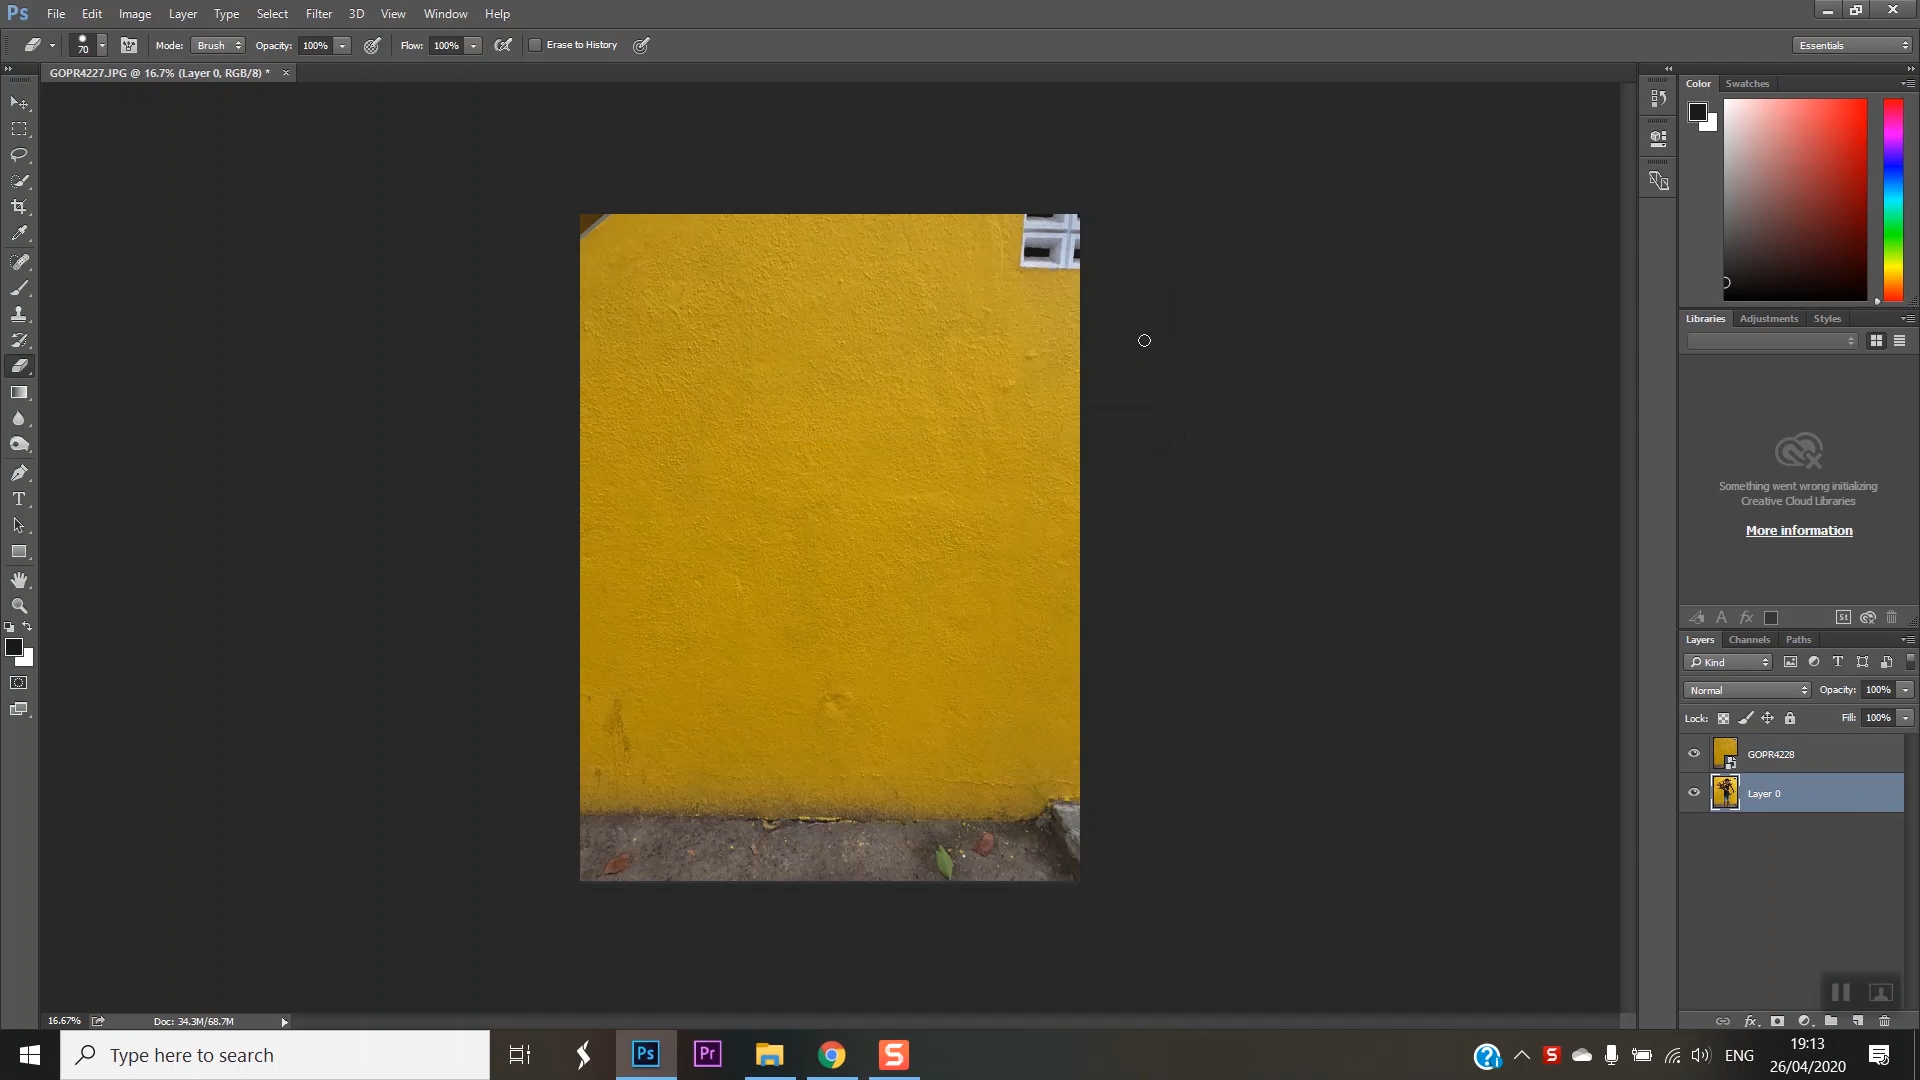 Ps File Edit Image Layer Type Select Filter 3D View Window Help
70 Mode: Brush Opacity: 100% Flow: 100% Erase to History Essentials
GOPR4227.JPG @ 16.7% (Layer 0, RGB/8) *
Color Swatches
Libraries Adjustments Styles
Something went wrong initializing
Creative Cloud Libraries
More information
St
Layers Channels Paths
Kind
Normal Opacity: 100%
Lock: Fill: 100%
GOPR4228
Layer 0
16.67% Doc: 34.3M/68.7M
Type here to search
Ps Pr S
ENG
19:13
26/04/2020